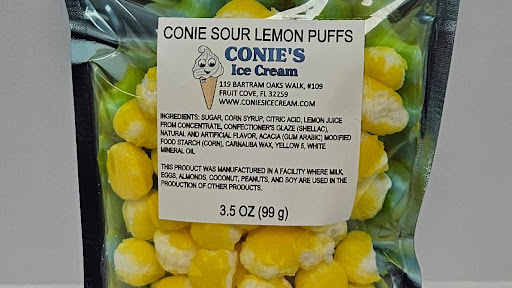 CONIE SOUR LEMON PUFFS
CONIE'S
Ice Cream
119 BARTRAM OAKS WALK, #109
FRUIT COVE, FL 32259
WWW.CONIESICECREAM.COM
INGREDIENTS: SUGAR, CORN SYRUP, CITRIC ACID, LEMON JUICE
FROM CONCENTRATE, CONFECTIONER'S GLAZE (SHELLAC),
NATURAL AND ARTIFICIAL FLAVOR, ACACIA (GUM ARABIC) MODIFIED
FOOD STARCH (CORN), CARNAUBA WAX, YELLOW 5, WHITE
MINERAL OIL
THIS PRODUCT WAS MANUFACTURED IN A FACILITY WHERE MILK,
EGGS, ALMONDS, COCONUT, PEANUTS, AND SOY ARE USED IN THE
PRODUCTION OF OTHER PRODUCTS.
3.5 OZ (99 g)